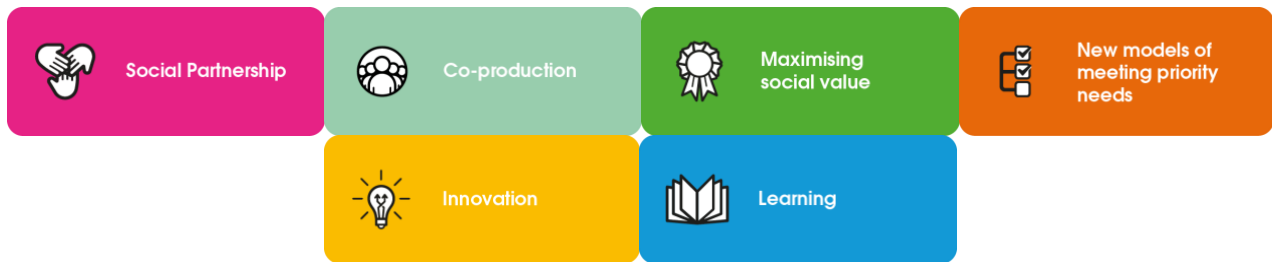 Social Partnership
Co-production
Maximising
social value
New models of
meeting priority
needs
Innovation
Learning